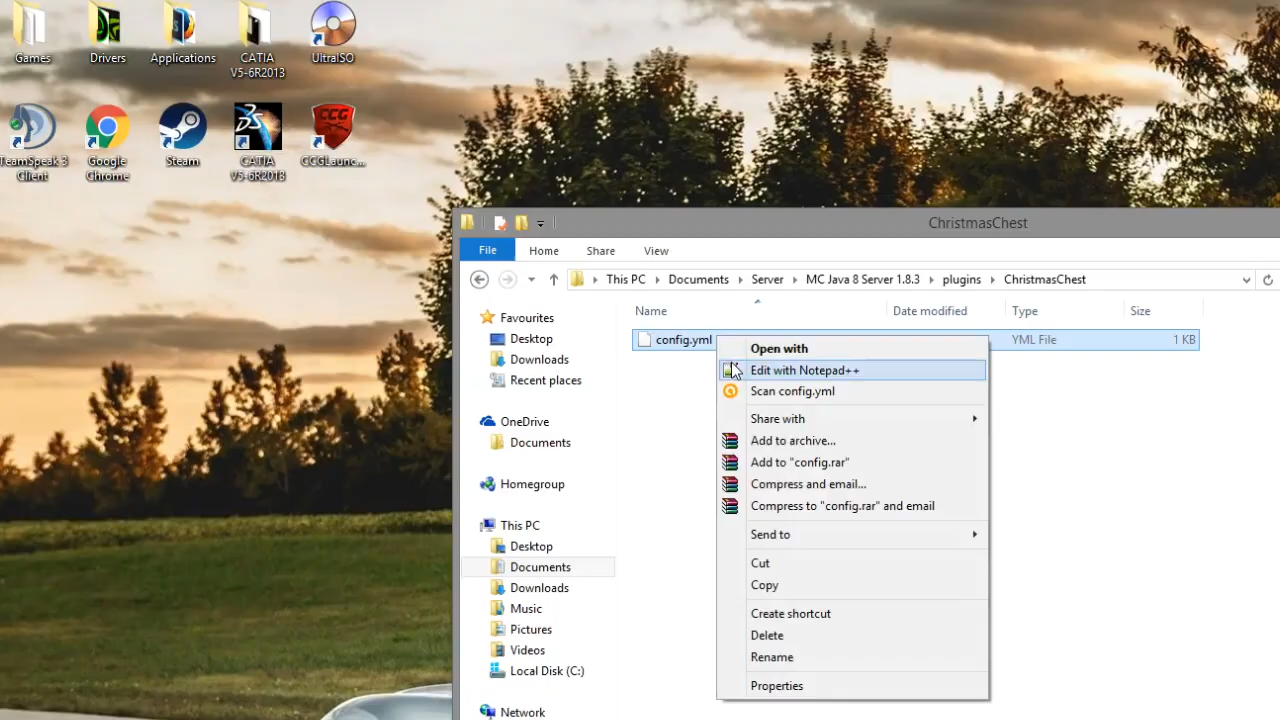 Games
Drivers
Applications
CATIA
V5-6R2013
UltraISO
TeamSpeak 3
Client
Google
Chrome
Steam
CATIA
V5-6R2013
CCGLaunc...
ChristmasChest
File
Home
Share
View
This PC
Documents
Server
MC Java 8 Server 1.8.3
plugins
ChristmasChest
Name
Date modified
Type
Size
config.yml
YML File
1 KB
Favourites
Desktop
Downloads
Recent places
OneDrive
Documents
Homegroup
This PC
Desktop
Documents
Downloads
Music
Pictures
Videos
Local Disk (C:)
Network
Open with
Edit with Notepad++
Scan config.yml
Share with
Add to archive...
Add to "config.rar"
Compress and email...
Compress to "config.rar" and email
Send to
Cut
Copy
Create shortcut
Delete
Rename
Properties